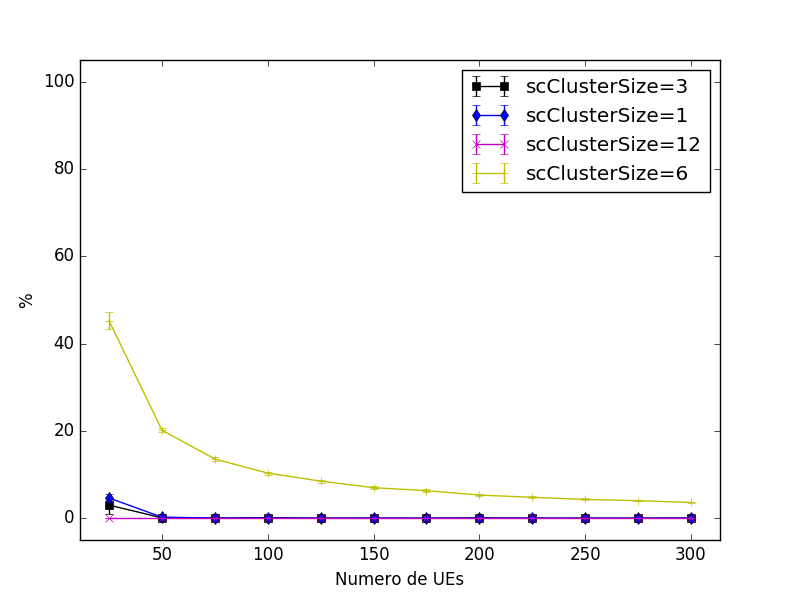 100
80
60
40
20
0
%
50
100
150
200
250
300
Numero de UEs
scClusterSize=3
scClusterSize=1
scClusterSize=12
scClusterSize=6